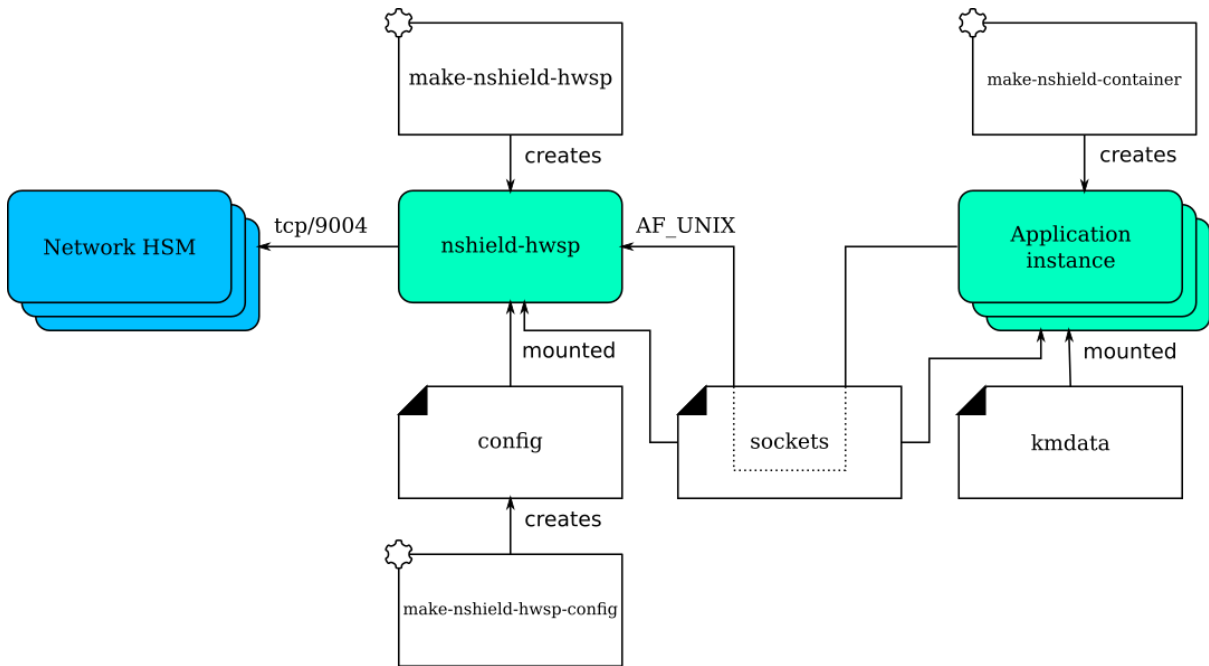 make-nshield-hwsp
make-nshield-container
creates
creates
Network HSM
tcp/9004
nshield-hwsp
AF_UNIX
Application
instance
mounted
mounted
config
sockets
kmdata
creates
make-nshield-hwsp-config